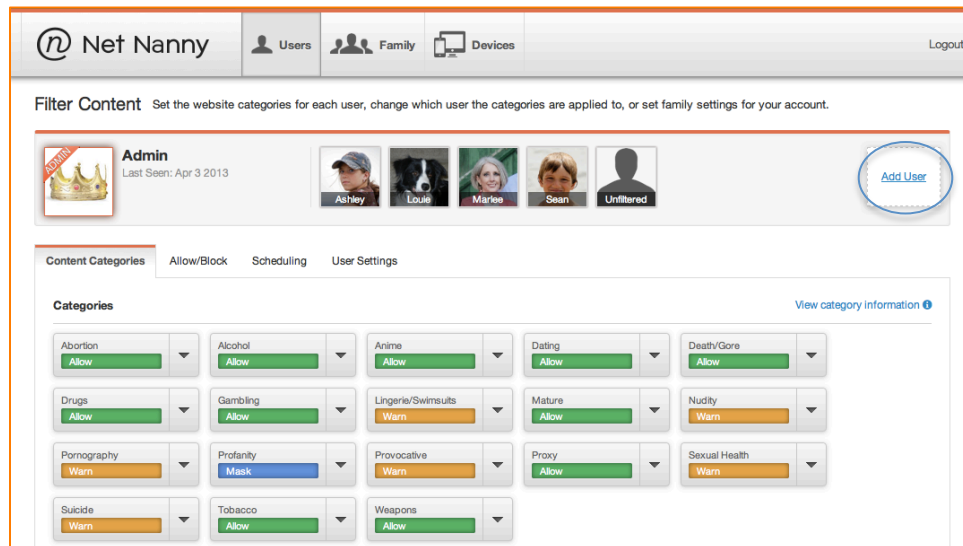 Net Nanny
Users
Family
Devices
Logout
Filter Content Set the website categories for each user, change which user the categories are applied to, or set family settings for your account.
ADMIN
Admin
Last Seen: Apr 3 2013
Ashley
Louie
Marlee
Sean
Unfiltered
Add User
Content Categories
Allow/Block
Scheduling
User Settings
Categories
View category information
Abortion
Allow
Alcohol
Allow
Anime
Allow
Dating
Allow
Death/Gore
Allow
Drugs
Allow
Gambling
Allow
Lingerie/Swimsuits
Warn
Mature
Allow
Nudity
Warn
Pornography
Warn
Profanity
Mask
Provocative
Warn
Proxy
Allow
Sexual Health
Warn
Suicide
Warn
Tobacco
Allow
Weapons
Allow